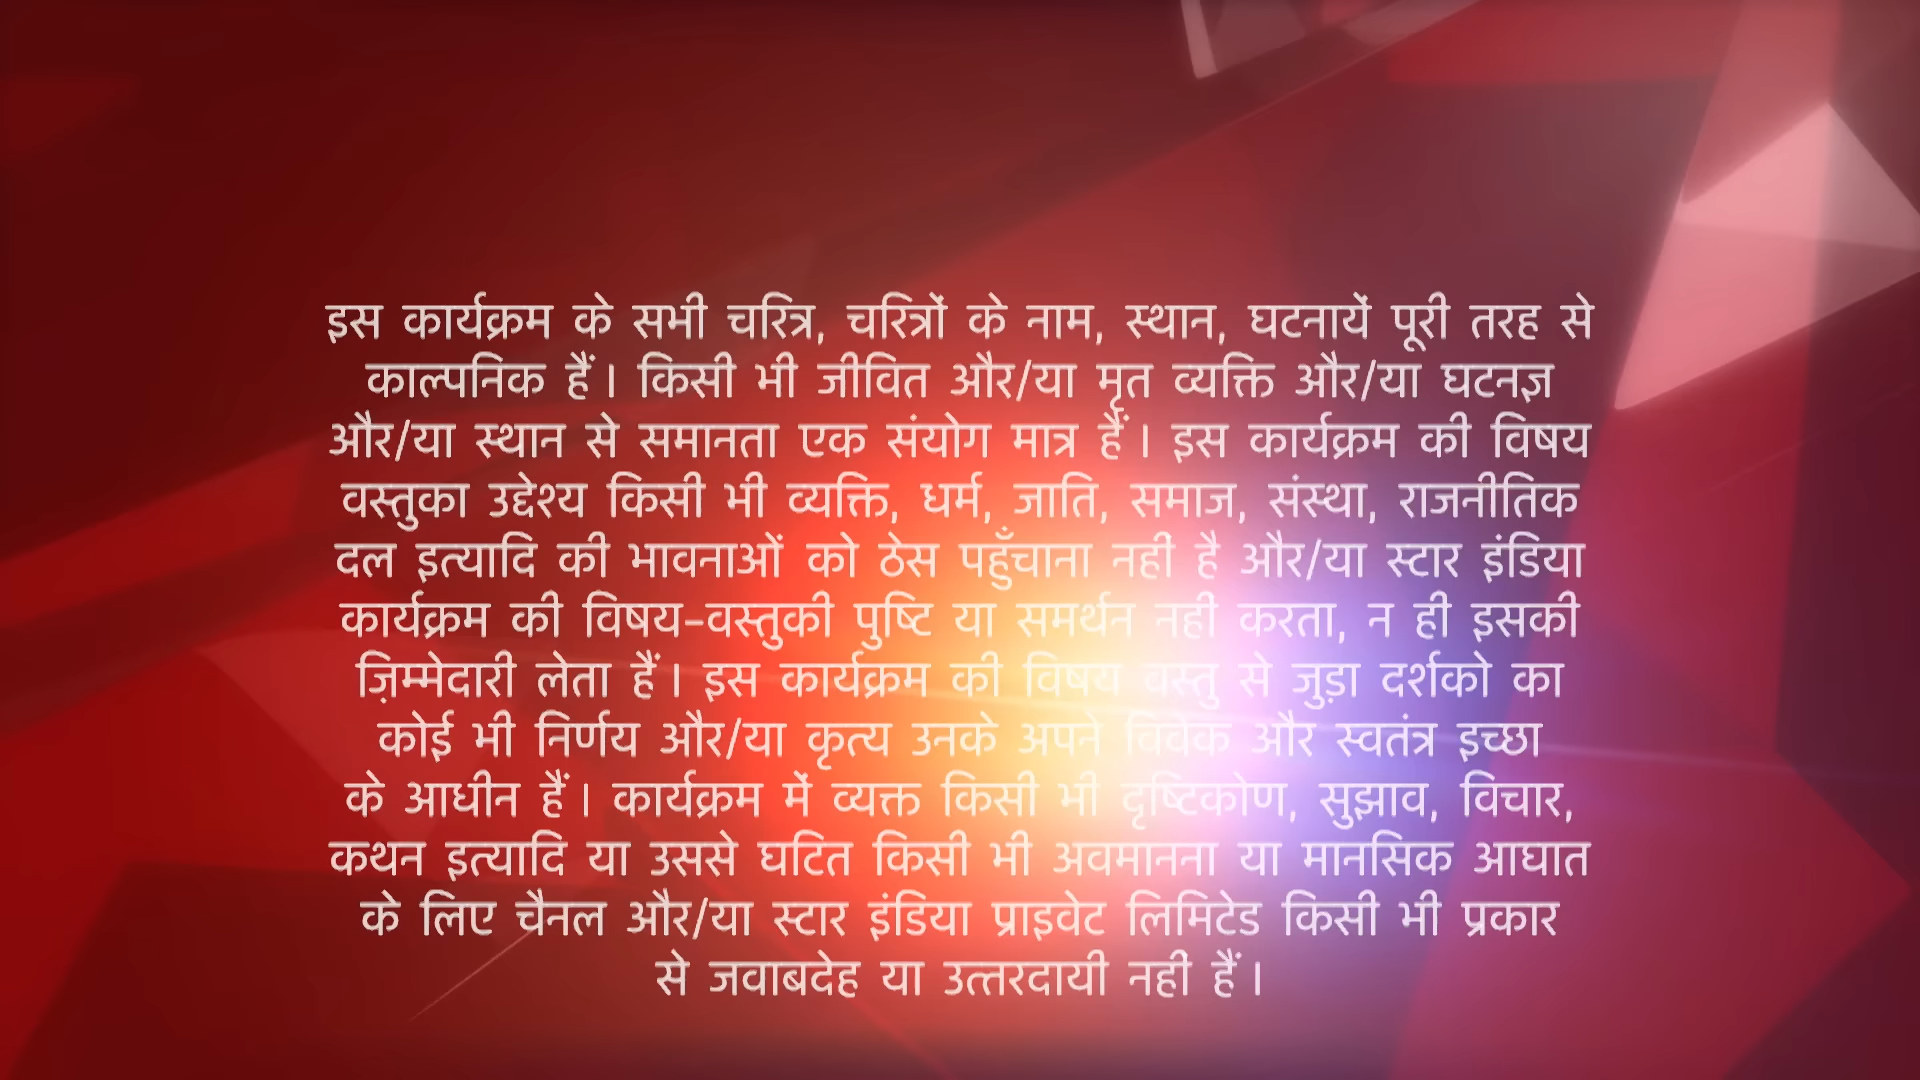 इस कार्यक्रम के सभी चरित्र, चरित्रों के नाम, स्थान, घटनायें पूरी तरह से
काल्पनिक हैं। किसी भी जीवित और/या मृत व्यक्ति और/या घटनज्ञ
और/या स्थान से समानता एक संयोग मात्र हैं। इस कार्यक्रम की विषय
वस्तुका उद्देश्य किसी भी व्यक्ति, धर्म, जाति, समाज, संस्था, राजनीतिक
दल इत्यादि की भावनाओं को ठेस पहुँचाना नहीं है और/या स्टार इंडिया
कार्यक्रम की विषय–वस्तुकी पुष्टि या समर्थन नही करता, न ही इसकी
ज़िम्मेदारी लेता हैं। इस कार्यक्रम की विषय वस्तु से जुड़ा दर्शको का
कोई भी निर्णय और/या कृत्य उनके अपने विवेक और स्वतंत्र इच्छा
के आधीन हैं। कार्यक्रम में व्यक्त किसी भी दृष्टिकोण, सुझाव, विचार,
कथन इत्यादि या उससे घटित किसी भी अवमानना या मानसिक आघात
के लिए चैनल और/या स्टार इंडिया प्राइवेट लिमिटेड किसी भी प्रकार
से जवाबदेह या उत्तरदायी नहीं हैं।